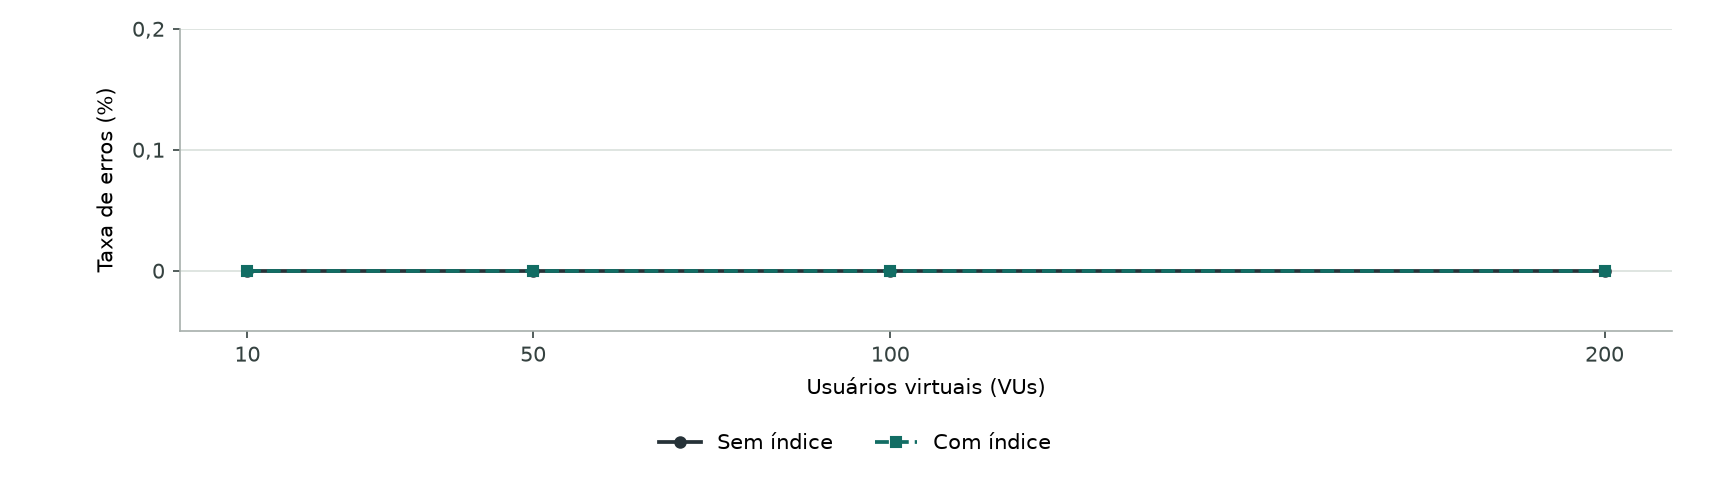 0,2
0,1
0
Taxa de erros (%)
10 50 100 200
Usuários virtuais (VUs)
Sem índice Com índice